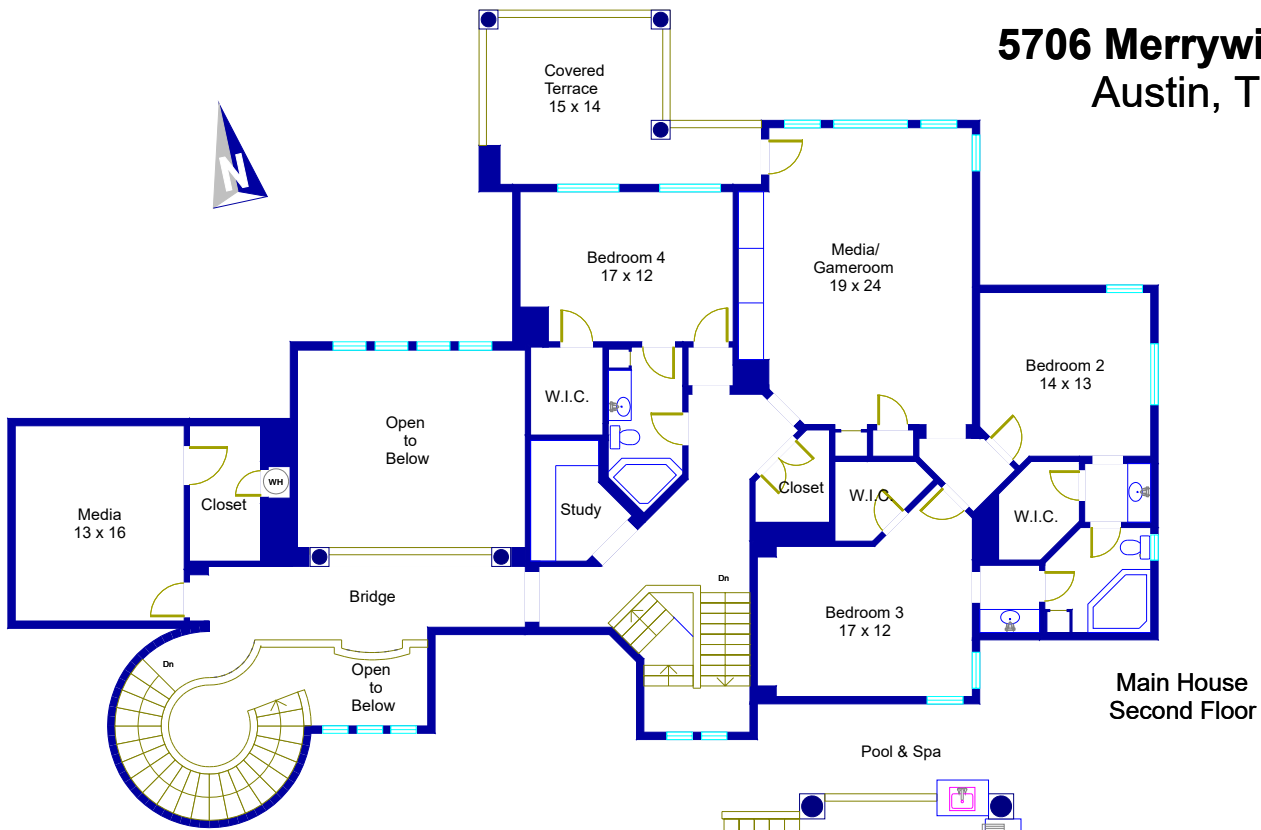 5706 Merrywi
Austin, T
Covered
Terrace
15 x 14
N
Bedroom 4
17 x 12
Media/
Gameroom
19 x 24
Bedroom 2
14 x 13
W.I.C.
Open
to
Below
WH
Closet
Media
13 x 16
Study
Closet
W.I.C.
W.I.C.
Dn
Bridge
Bedroom 3
17 x 12
Dn
Open
to
Below
Main House
Second Floor
Pool & Spa